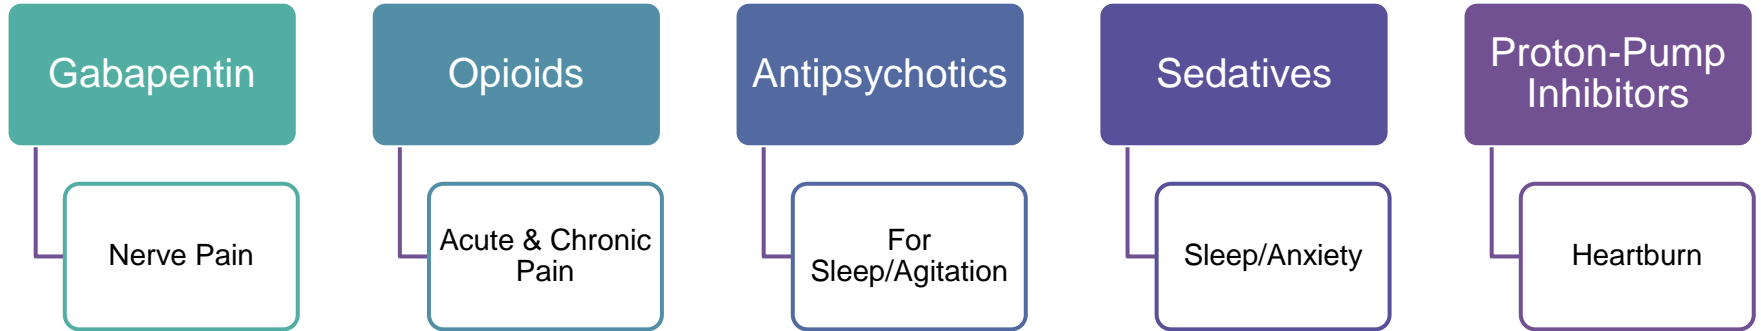 Gabapentin
Nerve Pain
Opioids
Acute & Chronic
Pain
Antipsychotics
For
Sleep/Agitation
Sedatives
Sleep/Anxiety
Proton-Pump
Inhibitors
Heartburn